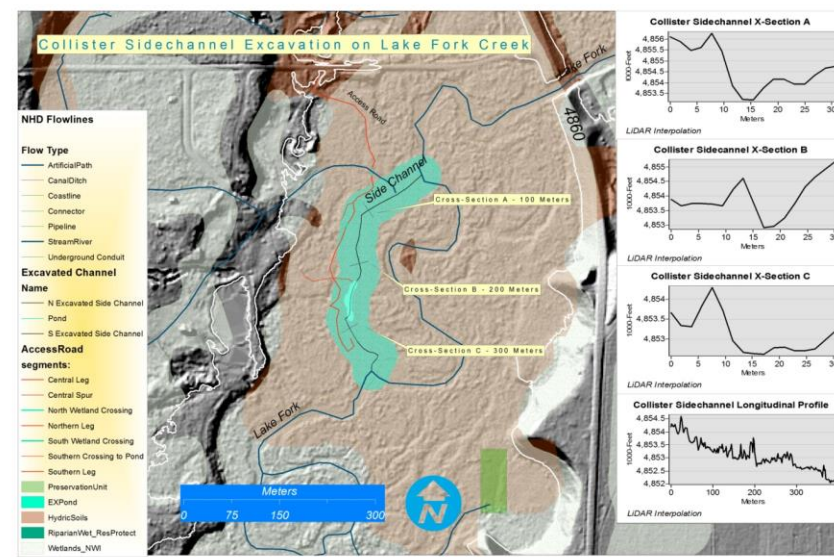 Collister Sidechannel Excavation on Lake Fork Creek
NHD Flowlines
Flow Type
ArtificialPath
CanalDitch
Coastline
Connector
Pipeline
StreamRiver
Underground Conduit
Excavated Channel
Name
N Excavated Side Channel
Pond
S Excavated Side Channel
AccessRoad
segments:
Central Leg
Central Spur
North Wetland Crossing
Northern Leg
South Wetland Crossing
Southern Crossing to Pond
Southern Leg
PreservationUnit
EXPond
HydricSoils
RiparianWet_ResProtect
Wetlands_NWI
Access Road
Lake Fork
4860
Side Channel
Cross-Section A - 100 Meters
Cross-Section B - 200 Meters
Cross-Section C - 300 Meters
Lake Fork
Meters
0 75 150 300
N
Collister Sidechannel X-Section A
1000-Feet
4,856
4,855.5
4,855
4,854.5
4,854
4,853.5
0 5 10 15 20 25 30
Meters
LiDAR Interpolation
Collister Sidecannel X-Section B
1000-Feet
4,855
4,854.5
4,854
4,853.5
4,853
0 5 10 15 20 25 30
Meters
LiDAR Interpolation
Collister Sidechannel X-Section C
1000-Feet
4,854
4,853.5
4,853
0 5 10 15 20 25 30
Meters
LiDAR Interpolation
Collister Sidechannel Longitudinal Profile
1000-Feet
4,854.5
4,854
4,853.5
4,853
4,852.5
4,852
0 100 200 300
Meters
LiDAR Interpolation